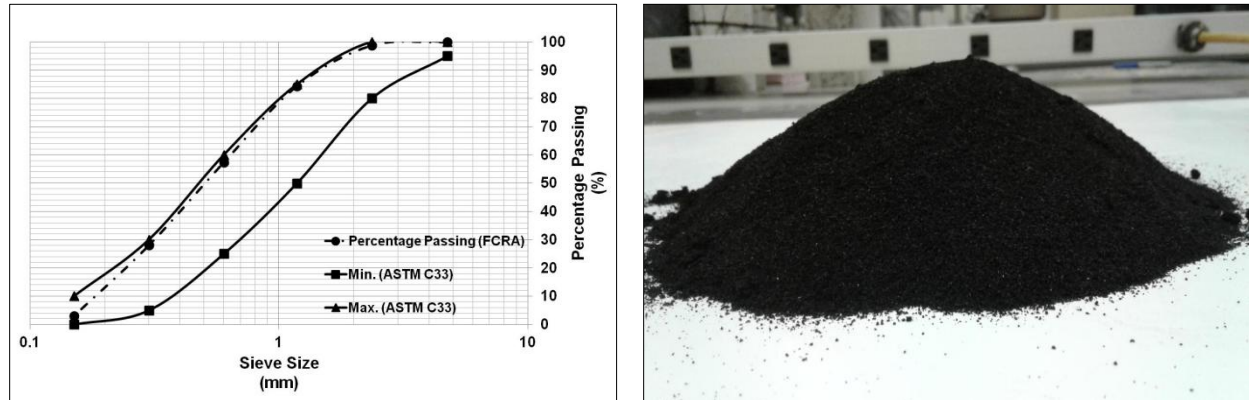 100
90
80
70
60
50
40
30
20
10
0
Percentage Passing
(%)
Percentage Passing (FCRA)
Min. (ASTM C33)
Max. (ASTM C33)
0.1
1
10
Sieve Size
(mm)